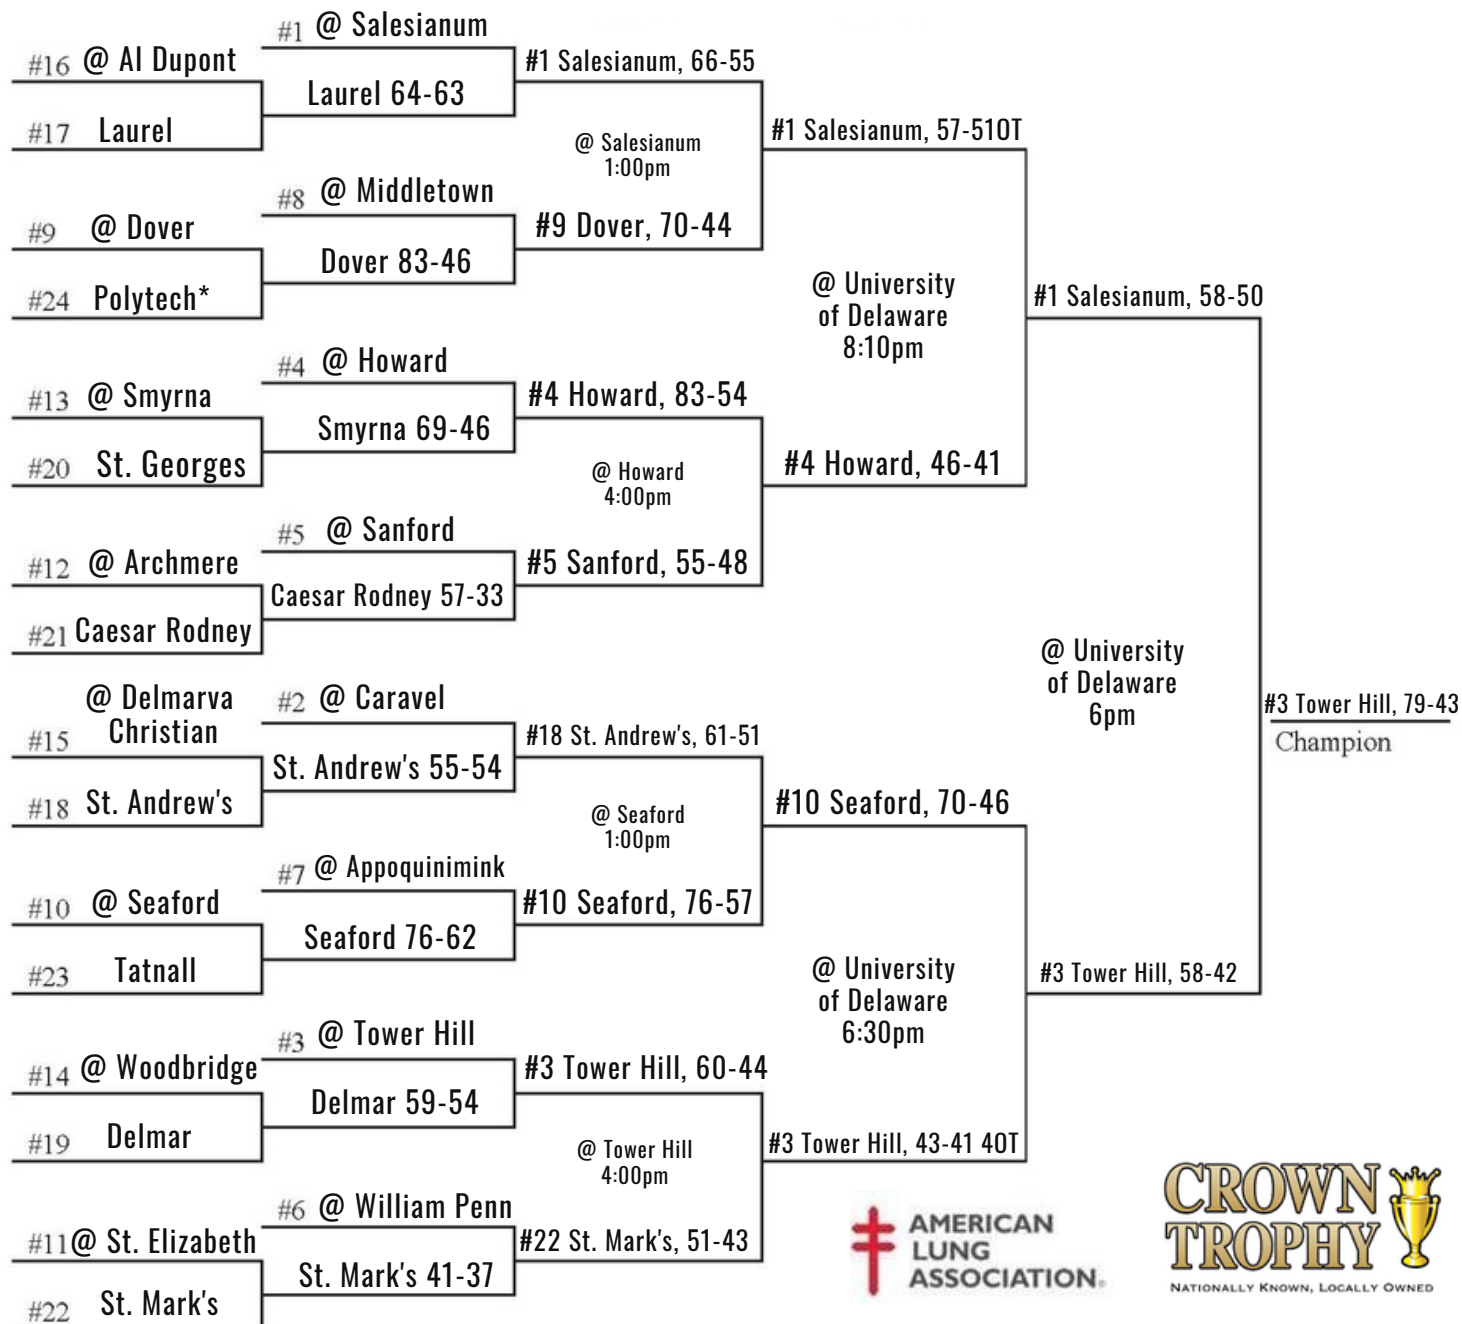 #1 @ Salesianum
#16 @ AI Dupont
#1 Salesianum, 66-55
Laurel 64-63
#17 Laurel
#1 Salesianum, 57-51OT
@ Salesianum
1:00pm
#8 @ Middletown
#9 @ Dover
#9 Dover, 70-44
Dover 83-46
#24 Polytech*
@ University
of Delaware
8:10pm
#1 Salesianum, 58-50
#4 @ Howard
#13 @ Smyrna
#4 Howard, 83-54
Smyrna 69-46
#20 St. Georges
#4 Howard, 46-41
@ Howard
4:00pm
#5 @ Sanford
#12 @ Archmere
#5 Sanford, 55-48
Caesar Rodney 57-33
#21 Caesar Rodney
@ University
of Delaware
6pm
#3 Tower Hill, 79-43
Champion
#2 @ Caravel
#15 @ Delmarva
Christian
#18 St. Andrew's, 61-51
St. Andrew's 55-54
#18 St. Andrew's
#10 Seaford, 70-46
@ Seaford
1:00pm
#7 @ Appoquinimink
#10 @ Seaford
#10 Seaford, 76-57
Seaford 76-62
#23 Tatnall
@ University
of Delaware
6:30pm
#3 Tower Hill, 58-42
#3 @ Tower Hill
#14 @ Woodbridge
#3 Tower Hill, 60-44
Delmar 59-54
#19 Delmar
#3 Tower Hill, 43-41 4OT
@ Tower Hill
4:00pm
#6 @ William Penn
#11 @ St. Elizabeth
#22 St. Mark's, 51-43
St. Mark's 41-37
#22 St. Mark's
AMERICAN
LUNG
ASSOCIATION®
CROWN
TROPHY
NATIONALLY KNOWN, LOCALLY OWNED